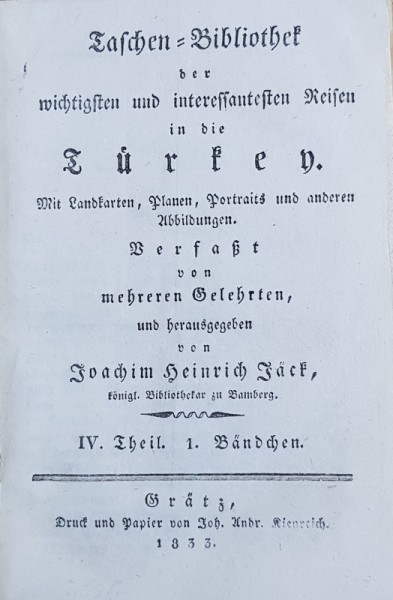 Taschen=Bibliothek
der
wichtigsten und interessantesten Reisen
in die
Türkey.
Mit Landkarten, Planen, Portraits und anderen
Abbildungen.
Verfaßt
von
mehreren Gelehrten,
und herausgegeben
von
Joachim Heinrich Jäck,
königl. Bibliothekar zu Bamberg.
IV. Theil. 1. Bändchen.
Grätz,
Druck und Papier von Joh. Andr. Kienreich.
1833.